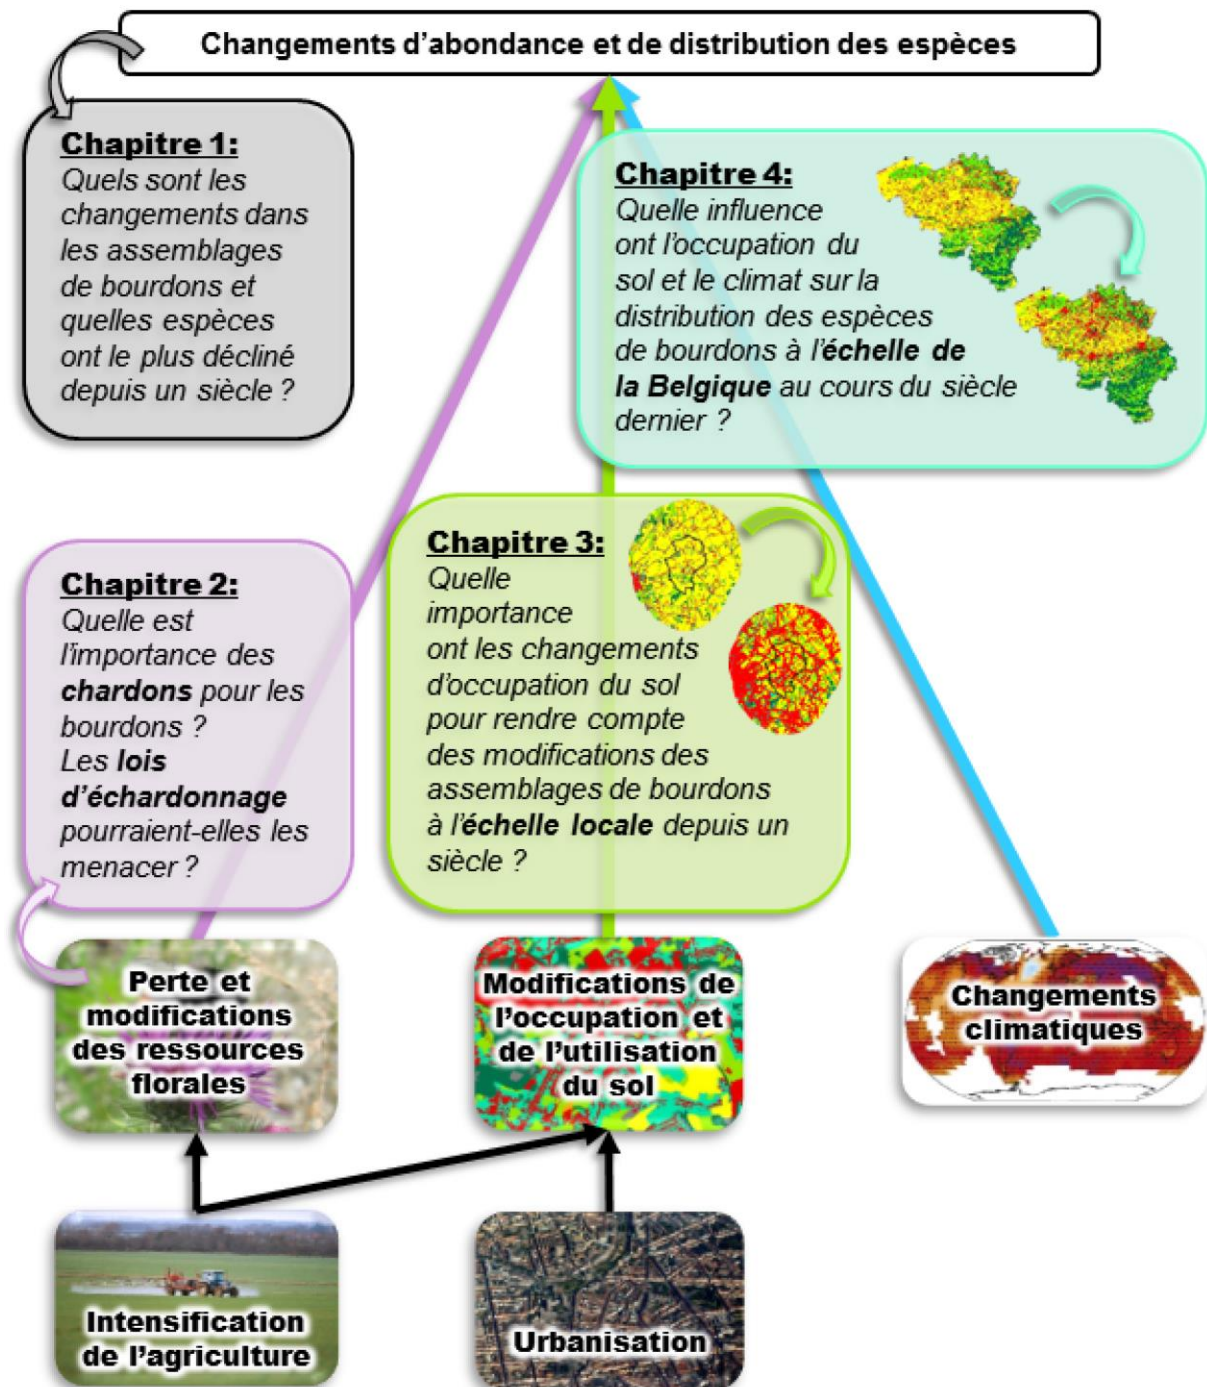 Changements d'abondance et de distribution des espèces
Chapitre 1:
Quels sont les
changements dans
les assemblages
de bourdons et
quelles espèces
ont le plus décliné
depuis un siècle ?
Chapitre 4:
Quelle influence
ont l'occupation du
sol et le climat sur la
distribution des espèces
de bourdons à l'échelle de
la Belgique au cours du siècle
dernier ?
Chapitre 2:
Quelle est
l'importance des
chardons pour les
bourdons ?
Les lois
d'échardonnage
pourraient-elles les
menacer ?
Chapitre 3:
Quelle
importance
ont les changements
d'occupation du sol
pour rendre compte
des modifications des
assemblages de bourdons
à l'échelle locale depuis un
siècle ?
Perte et
modifications
des ressources
florales
Modifications de
l'occupation et
de l'utilisation
du sol
Changements
climatiques
Intensification
de l'agriculture
Urbanisation